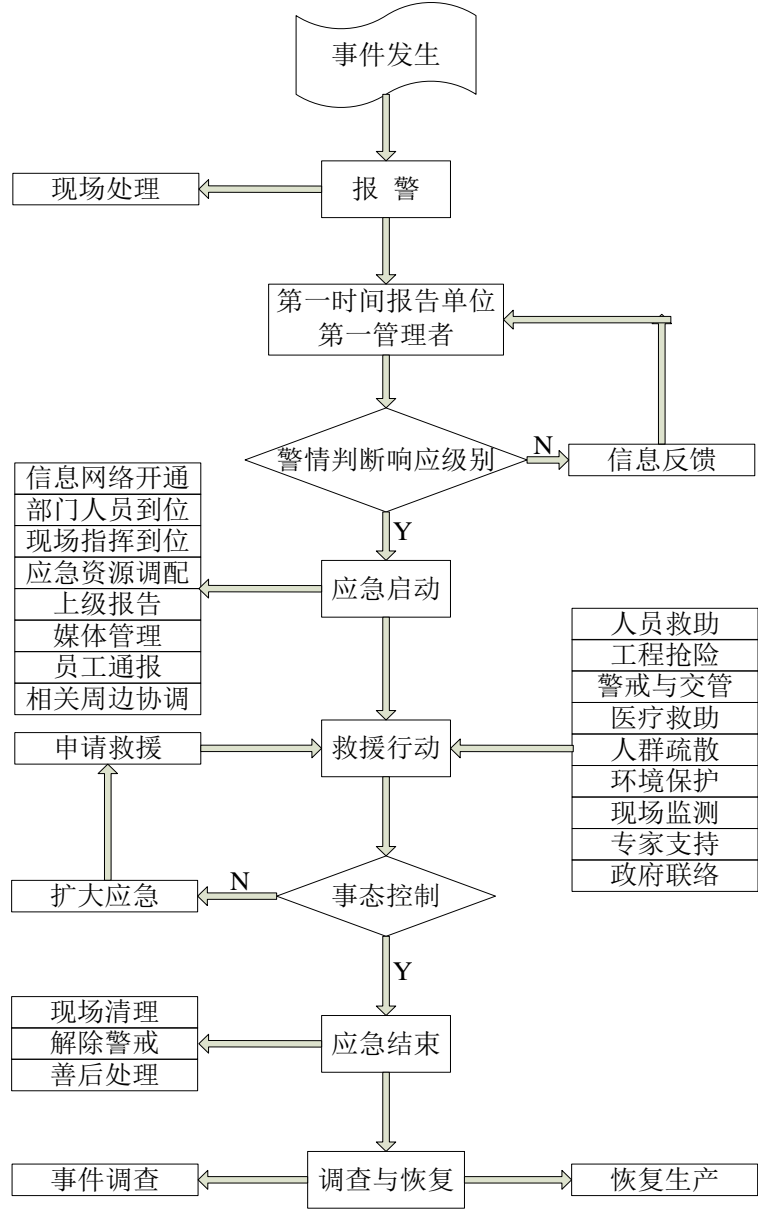 事件发生
现场处理
报 警
第一时间报告单位
第一管理者
警情判断响应级别
N
信息反馈
Y
信息网络开通
部门人员到位
现场指挥到位
应急资源调配
上级报告
媒体管理
员工通报
相关周边协调
应急启动
人员救助
工程抢险
警戒与交管
医疗救助
人群疏散
环境保护
现场监测
专家支持
政府联络
申请救援
救援行动
扩大应急
N
事态控制
Y
现场清理
解除警戒
善后处理
应急结束
事件调查
调查与恢复
恢复生产